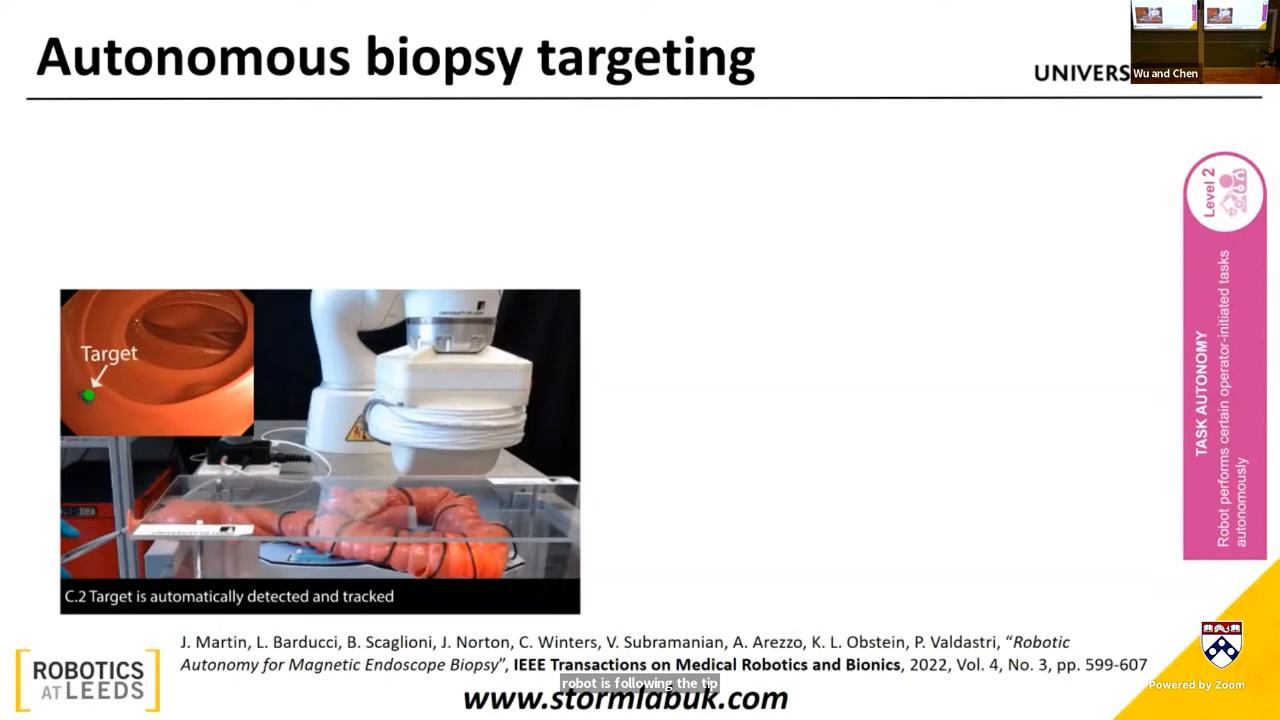 Autonomous biopsy targeting
UNIVERS
Wu and Chen
Level 2
TASK AUTONOMY
Robot performs certain operator-initiated tasks
autonomously
Target
C.2 Target is automatically detected and tracked
J. Martin, L. Barducci, B. Scaglioni, J. Norton, C. Winters, V. Subramanian, A. Arezzo, K. L. Obstein, P. Valdastri, “Robotic
Autonomy for Magnetic Endoscope Biopsy”, IEEE Transactions on Medical Robotics and Bionics, 2022, Vol. 4, No. 3, pp. 599-607
robot is following the tip
ROBOTICS
AT LEEDS
www.stormlabuk.com
Powered by Zoom